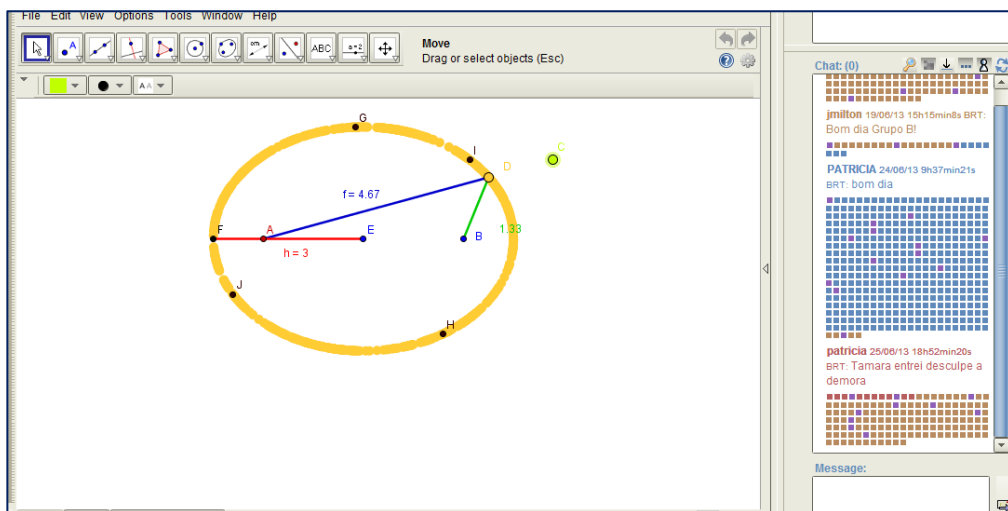 File Edit View Options Tools Window Help
A
ABC
a=2
Move
Drag or select objects (Esc)
AA
G
I
C
D
f = 4.67
F
A
E
B
1.33
h = 3
J
H
Chat: (0)
jmilton 19/06/13 15h15min8s BRT:
Bom dia Grupo B!
PATRICIA 24/06/13 9h37min21s
BRT: bom dia
patricia 25/06/13 18h52min20s
BRT: Tamara entrei desculpe a
demora
Message: